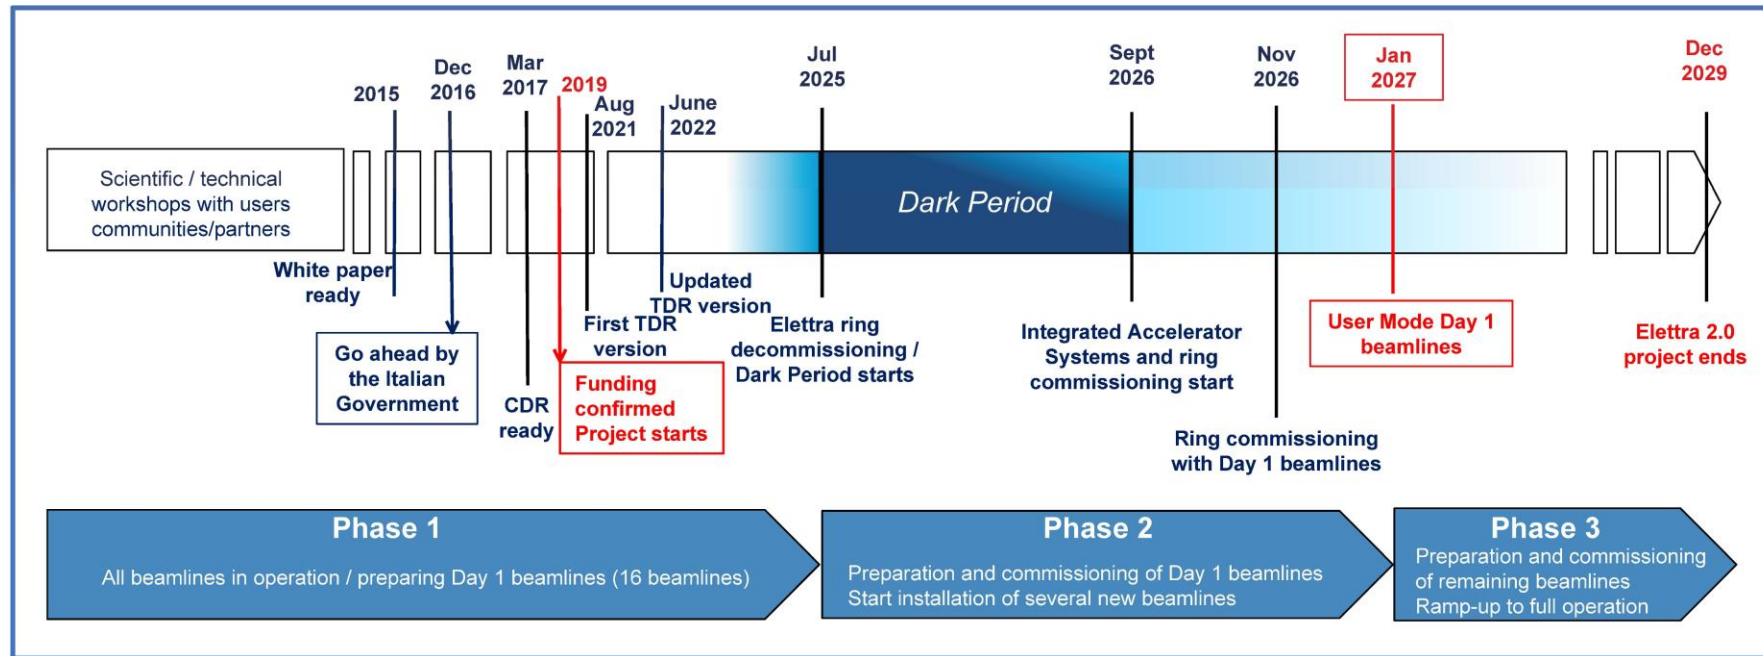 2015
Dec
2016
Mar
2017
2019
Aug
2021
June
2022
Jul
2025
Sept
2026
Nov
2026
Jan
2027
Dec
2029
Scientific / technical
workshops with users
communities/partners
Dark Period
White paper
ready
Go ahead by
the Italian
Government
CDR
ready
Funding
confirmed
Project starts
First TDR
version
Updated
TDR version
Elettra ring
decommissioning /
Dark Period starts
Integrated Accelerator
Systems and ring
commissioning start
Ring commissioning
with Day 1 beamlines
User Mode Day 1
beamlines
Elettra 2.0
project ends
Phase 1
All beamlines in operation / preparing Day 1 beamlines (16 beamlines)
Phase 2
Preparation and commissioning of Day 1 beamlines
Start installation of several new beamlines
Phase 3
Preparation and commissioning
of remaining beamlines
Ramp-up to full operation